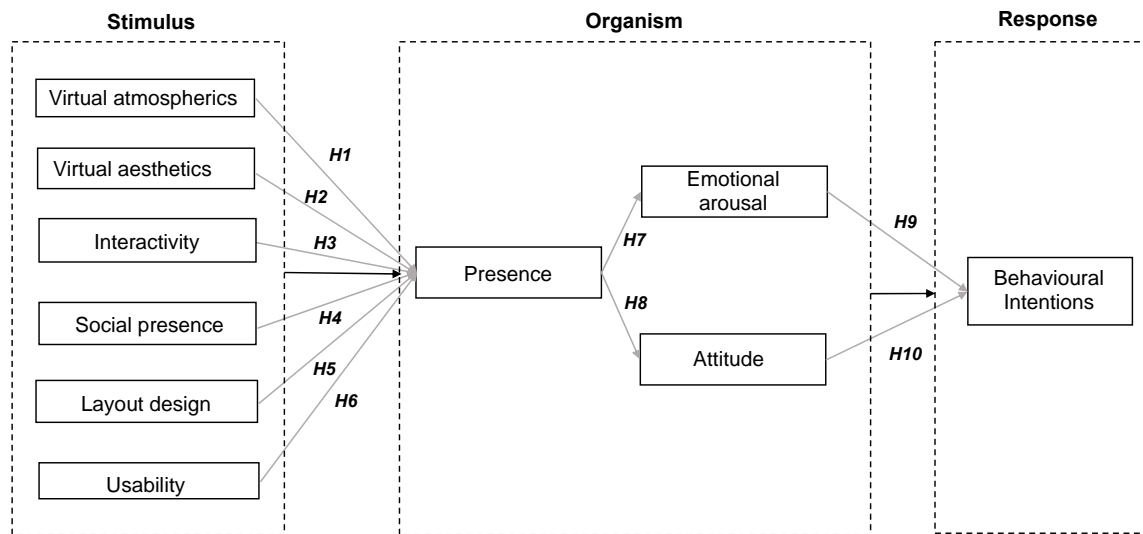 Stimulus
Organism
Response
Virtual atmospherics
Virtual aesthetics
Interactivity
Social presence
Layout design
Usability
H1
H2
H3
H4
H5
H6
Presence
H7
H8
Emotional
arousal
Attitude
H9
H10
Behavioural
Intentions